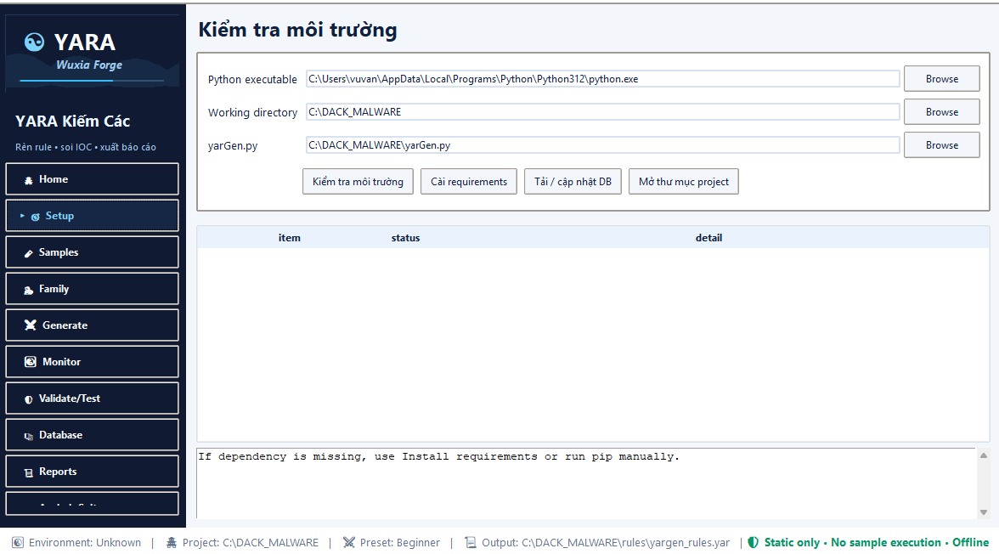 YARA
Wuxia Forge
YARA Kiếm Các
Rèn rule • soi IOC • xuất báo cáo
Home
Setup
Samples
Family
Generate
Monitor
Validate/Test
Database
Reports
Kiểm tra môi trường
Python executable C:\Users\vuvan\AppData\Local\Programs\Python\Python312\python.exe Browse
Working directory C:\DACK_MALWARE Browse
yarGen.py C:\DACK_MALWARE\yarGen.py Browse
Kiểm tra môi trường Cài requirements Tải / cập nhật DB Mở thư mục project
item status detail
If dependency is missing, use Install requirements or run pip manually.
Environment: Unknown | Project: C:\DACK_MALWARE | Preset: Beginner | Output: C:\DACK_MALWARE\rules\yargen_rules.yar | Static only • No sample execution • Offline